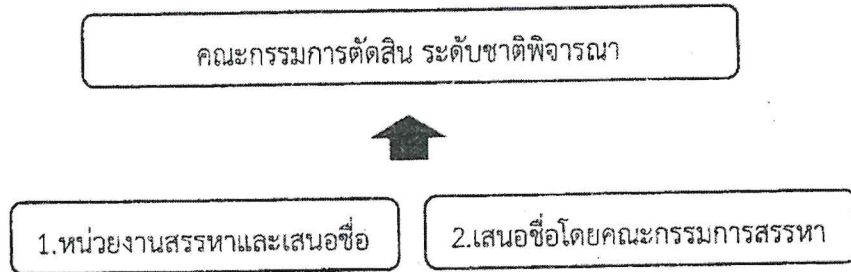 คณะกรรมการตัดสิน ระดับชาติพิจารณา
1.หน่วยงานสรรหาและเสนอชื่อ
2.เสนอชื่อโดยคณะกรรมการสรรหา